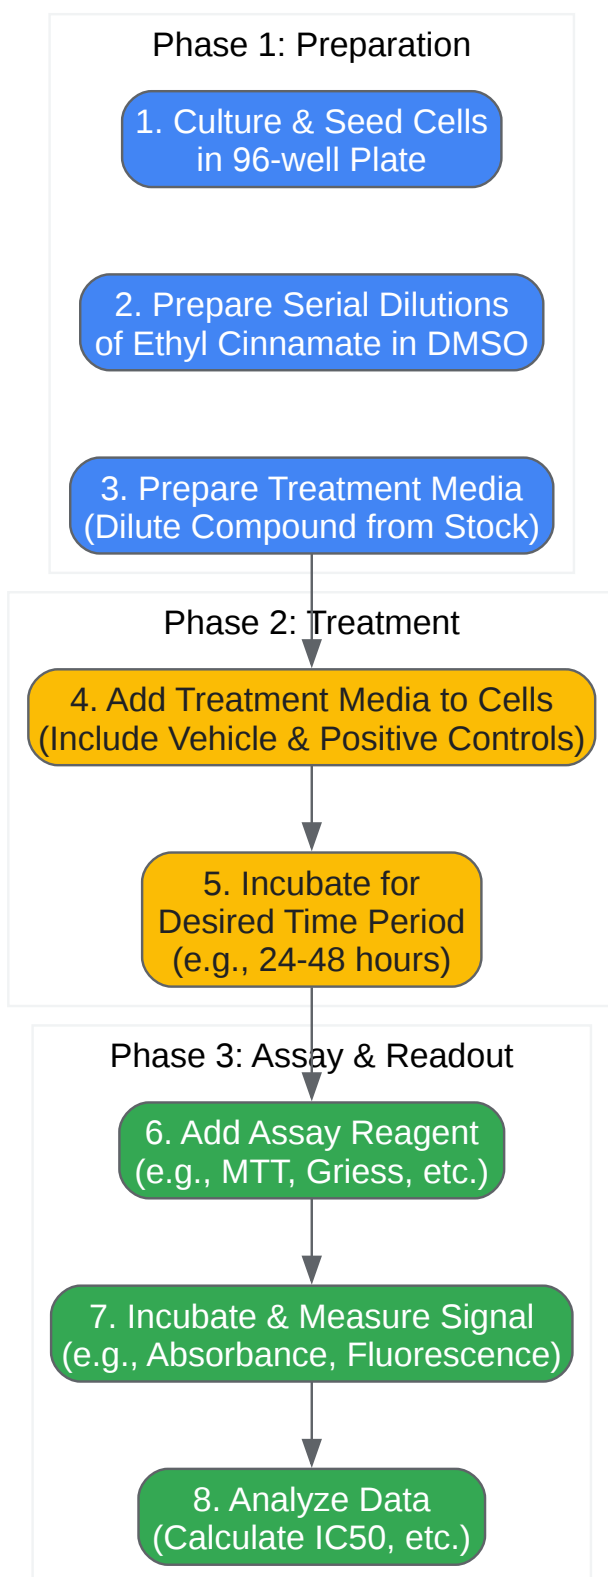 Phase 1: Preparation
1. Culture & Seed Cells
in 96-well Plate
2. Prepare Serial Dilutions
of Ethyl Cinnamate in DMSO
3. Prepare Treatment Media
(Dilute Compound from Stock)
Phase 2: Treatment
4. Add Treatment Media to Cells
(Include Vehicle & Positive Controls)
5. Incubate for
Desired Time Period
(e.g., 24-48 hours)
Phase 3: Assay & Readout
6. Add Assay Reagent
(e.g., MTT, Griess, etc.)
7. Incubate & Measure Signal
(e.g., Absorbance, Fluorescence)
8. Analyze Data
(Calculate IC50, etc.)